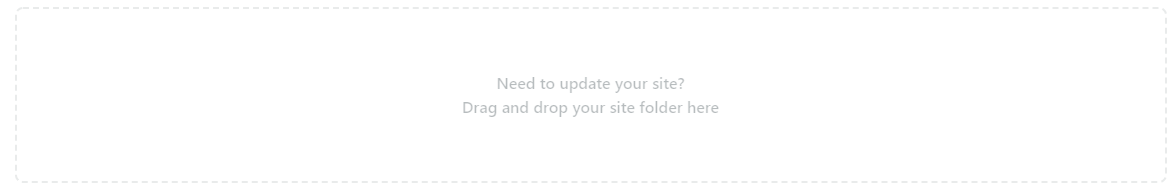 Need to update your site?
Drag and drop your site folder here